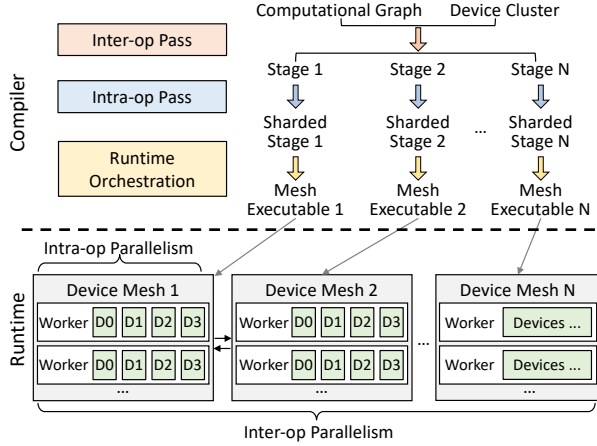 Computational Graph Device Cluster
Inter-op Pass
Stage 1 Stage 2 Stage N
Intra-op Pass
Compiler
Sharded Sharded Sharded
Stage 1 Stage 2 ... Stage N
Runtime
Orchestration
Mesh Mesh Mesh
Executable 1 Executable 2 Executable N
Intra-op Parallelism
Device Mesh 1 Device Mesh 2 Device Mesh N
Worker D0 D1 D2 D3 Worker D0 D1 D2 D3 Worker Devices ...
Runtime
...
Worker D0 D1 D2 D3 Worker D0 D1 D2 D3 Worker Devices ...
... ... ...
Inter-op Parallelism